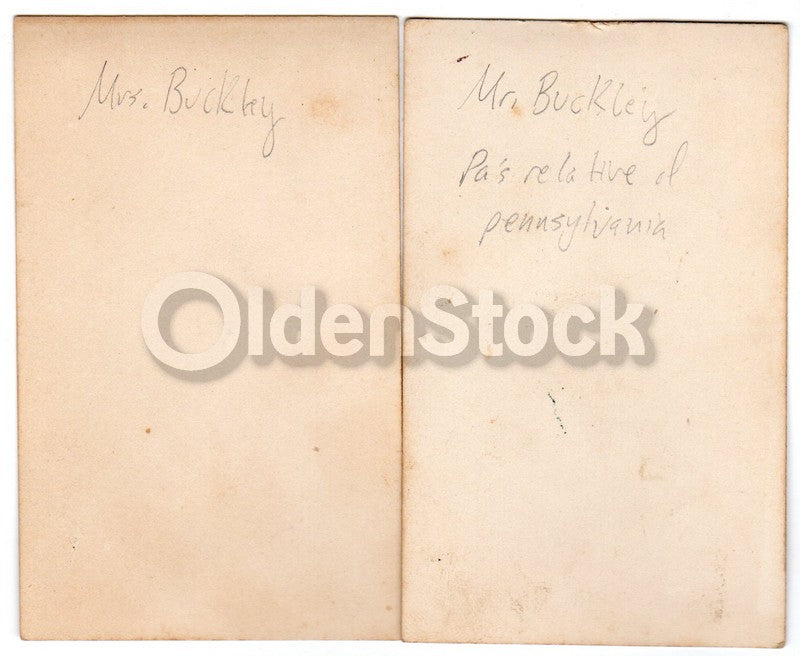 Mrs. Buckley
Mr. Buckley
Pa's relative of
pennsylvania
OldenStock